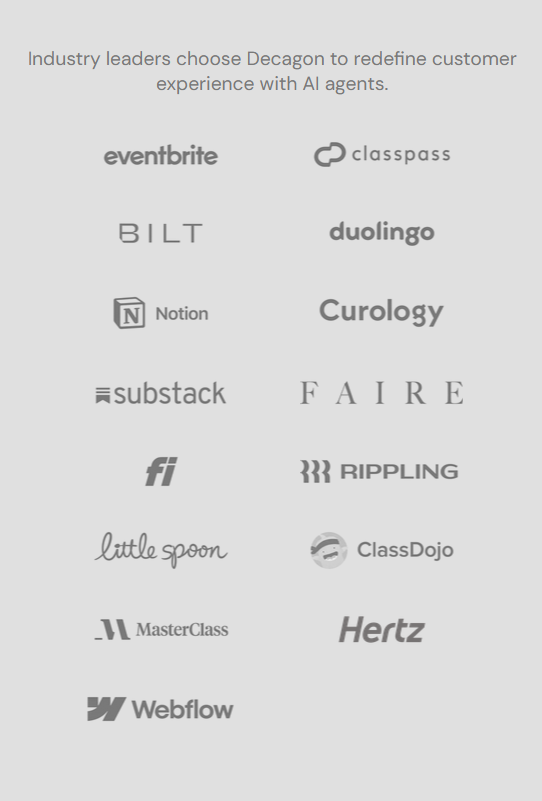 Industry leaders choose Decagon to redefine customer
experience with AI agents.
eventbrite
classpass
BILT
duolingo
N Notion
Curology
substack
FAIRE
fi
RIPPLING
little spoon
ClassDojo
MasterClass
Hertz
Webflow